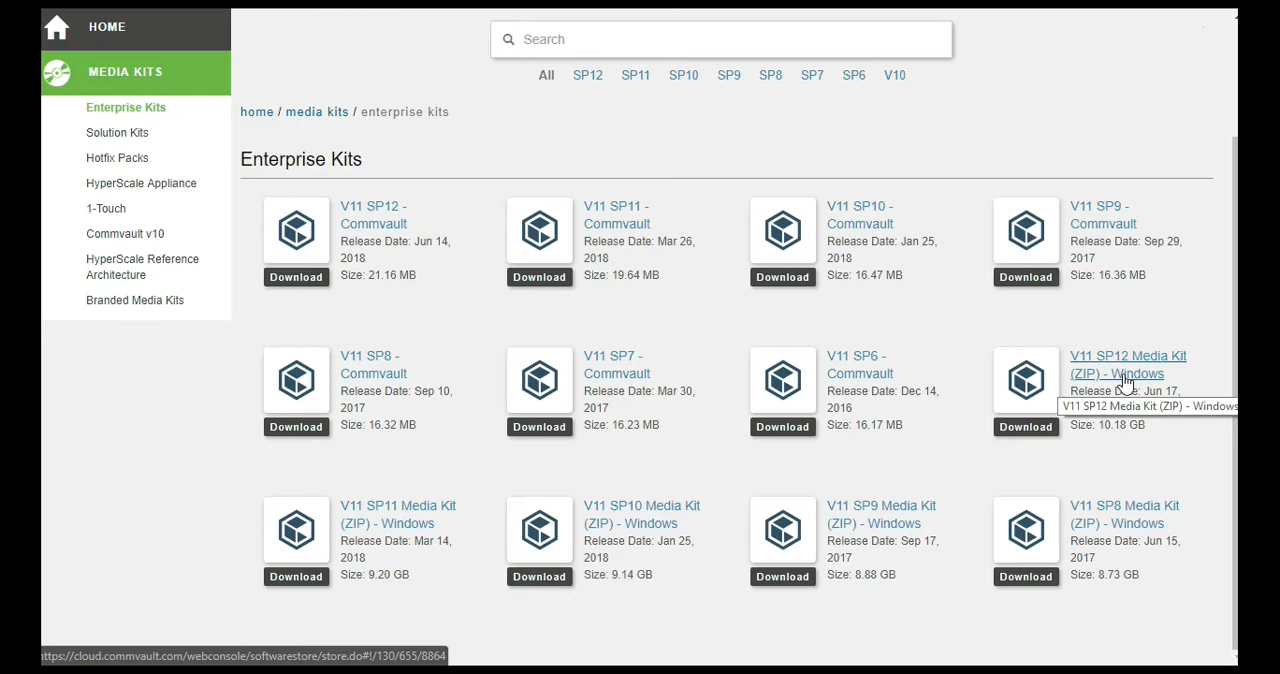 HOME
MEDIA KITS
Enterprise Kits
Solution Kits
Hotfix Packs
HyperScale Appliance
1-Touch
Commvault v10
HyperScale Reference
Architecture
Branded Media Kits
Search
All SP12 SP11 SP10 SP9 SP8 SP7 SP6 V10
home / media kits / enterprise kits
Enterprise Kits
V11 SP12 -
Commvault
Release Date: Jun 14,
2018
Size: 21.16 MB
Download
V11 SP11 -
Commvault
Release Date: Mar 26,
2018
Size: 19.64 MB
Download
V11 SP10 -
Commvault
Release Date: Jan 25,
2018
Size: 16.47 MB
Download
V11 SP9 -
Commvault
Release Date: Sep 29,
2017
Size: 16.36 MB
Download
V11 SP8 -
Commvault
Release Date: Sep 10,
2017
Size: 16.32 MB
Download
V11 SP7 -
Commvault
Release Date: Mar 30,
2017
Size: 16.23 MB
Download
V11 SP6 -
Commvault
Release Date: Dec 14,
2016
Size: 16.17 MB
Download
V11 SP12 Media Kit
(ZIP) - Windows
Release Date: Jun 17,
V11 SP12 Media Kit (ZIP) - Windows
Size: 10.18 GB
Download
V11 SP11 Media Kit
(ZIP) - Windows
Release Date: Mar 14,
2018
Size: 9.20 GB
Download
V11 SP10 Media Kit
(ZIP) - Windows
Release Date: Jan 25,
2018
Size: 9.14 GB
Download
V11 SP9 Media Kit
(ZIP) - Windows
Release Date: Sep 17,
2017
Size: 8.88 GB
Download
V11 SP8 Media Kit
(ZIP) - Windows
Release Date: Jun 15,
2017
Size: 8.73 GB
Download
ttps://cloud.commvault.com/webconsole/softwarestore/store.do#!/130/655/8864